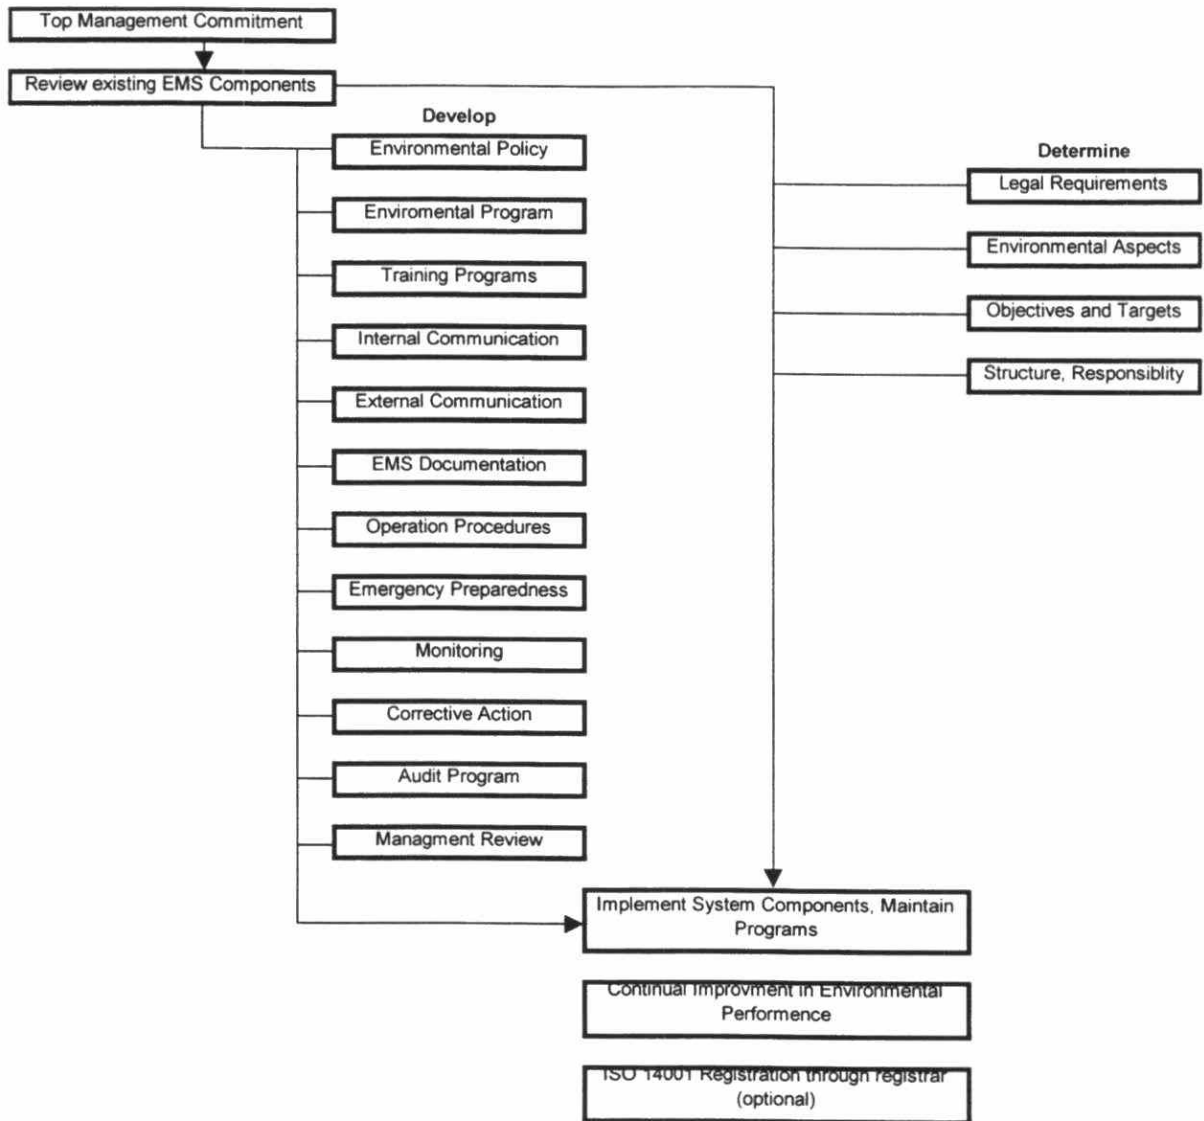 Top Management Commitment
Review existing EMS Components
Develop
Environmental Policy
Enviromental Program
Training Programs
Internal Communication
External Communication
EMS Documentation
Operation Procedures
Emergency Preparedness
Monitoring
Corrective Action
Audit Program
Managment Review
Determine
Legal Requirements
Environmental Aspects
Objectives and Targets
Structure, Responsiblity
Implement System Components, Maintain
Programs
Continual Improvment in Environmental
Performence
ISO 14001 Registration through registrar
(optional)